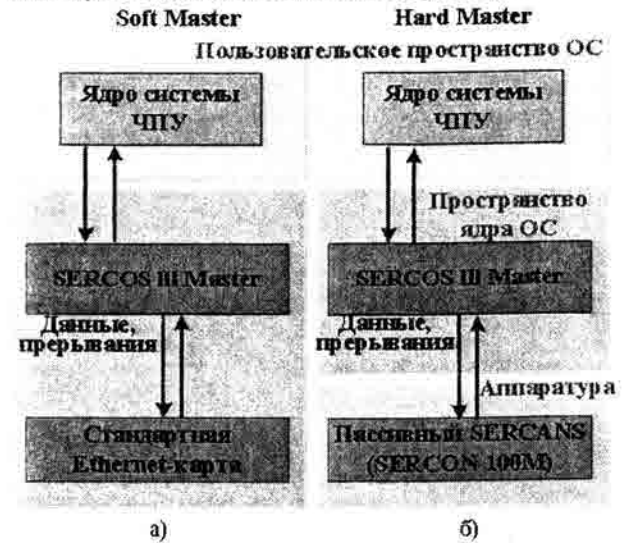 Soft Master
Hard Master
Пользовательское пространство ОС
Ядро системы
ЧПУ
Ядро системы
ЧПУ
Пространство
ядра ОС
SERCOS III Master
SERCOS III Master
Данные,
прерывания
Данные,
прерывания
Аппаратура
Стандартная
Ethernet-карта
Пассивный SERCANS
(SERCON 100M)
а)
б)